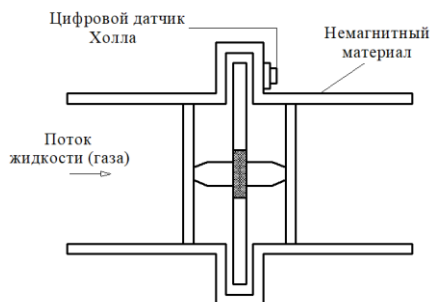 Цифровой датчик
Холла
Немагнитный
материал
Поток
жидкости (газа)